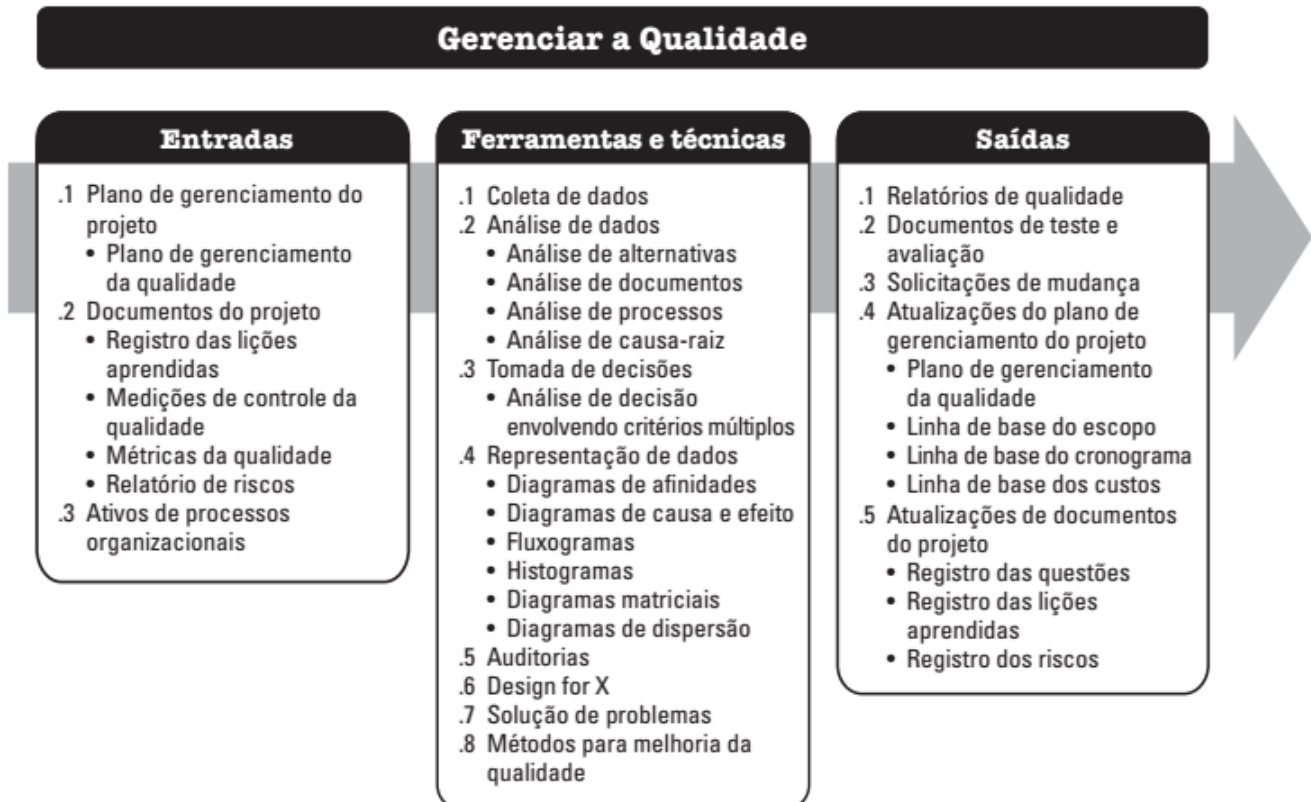 Gerenciar a Qualidade
Entradas
.1 Plano de gerenciamento do
projeto
• Plano de gerenciamento
da qualidade
.2 Documentos do projeto
• Registro das lições
aprendidas
• Medições de controle da
qualidade
• Métricas da qualidade
• Relatório de riscos
.3 Ativos de processos
organizacionais
Ferramentas e técnicas
.1 Coleta de dados
.2 Análise de dados
• Análise de alternativas
• Análise de documentos
• Análise de processos
• Análise de causa-raiz
.3 Tomada de decisões
• Análise de decisão
envolvendo critérios múltiplos
.4 Representação de dados
• Diagramas de afinidades
• Diagramas de causa e efeito
• Fluxogramas
• Histogramas
• Diagramas matriciais
• Diagramas de dispersão
.5 Auditorias
.6 Design for X
.7 Solução de problemas
.8 Métodos para melhoria da
qualidade
Saídas
.1 Relatórios de qualidade
.2 Documentos de teste e
avaliação
.3 Solicitações de mudança
.4 Atualizações do plano de
gerenciamento do projeto
• Plano de gerenciamento
da qualidade
• Linha de base do escopo
• Linha de base do cronograma
• Linha de base dos custos
.5 Atualizações de documentos
do projeto
• Registro das questões
• Registro das lições
aprendidas
• Registro dos riscos